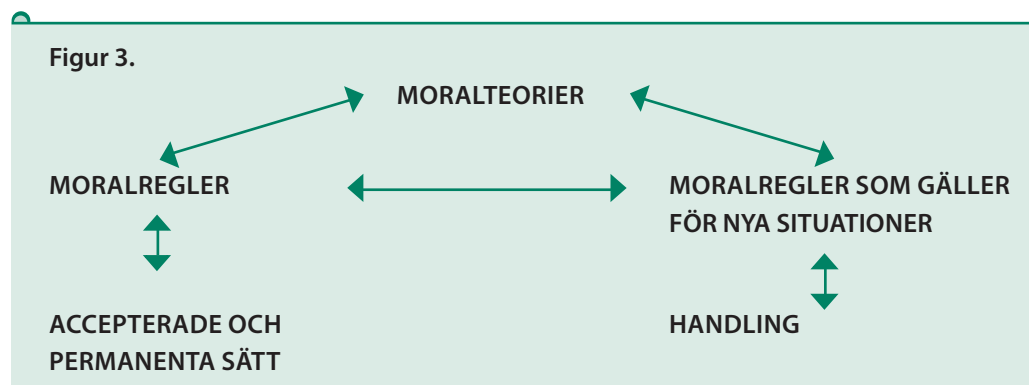 Figur 3.
MORALTEORIER
MORALREGLER
MORALREGLER SOM GÄLLER
FÖR NYA SITUATIONER
ACCEPTERADE OCH
PERMANENTA SÄTT
HANDLING